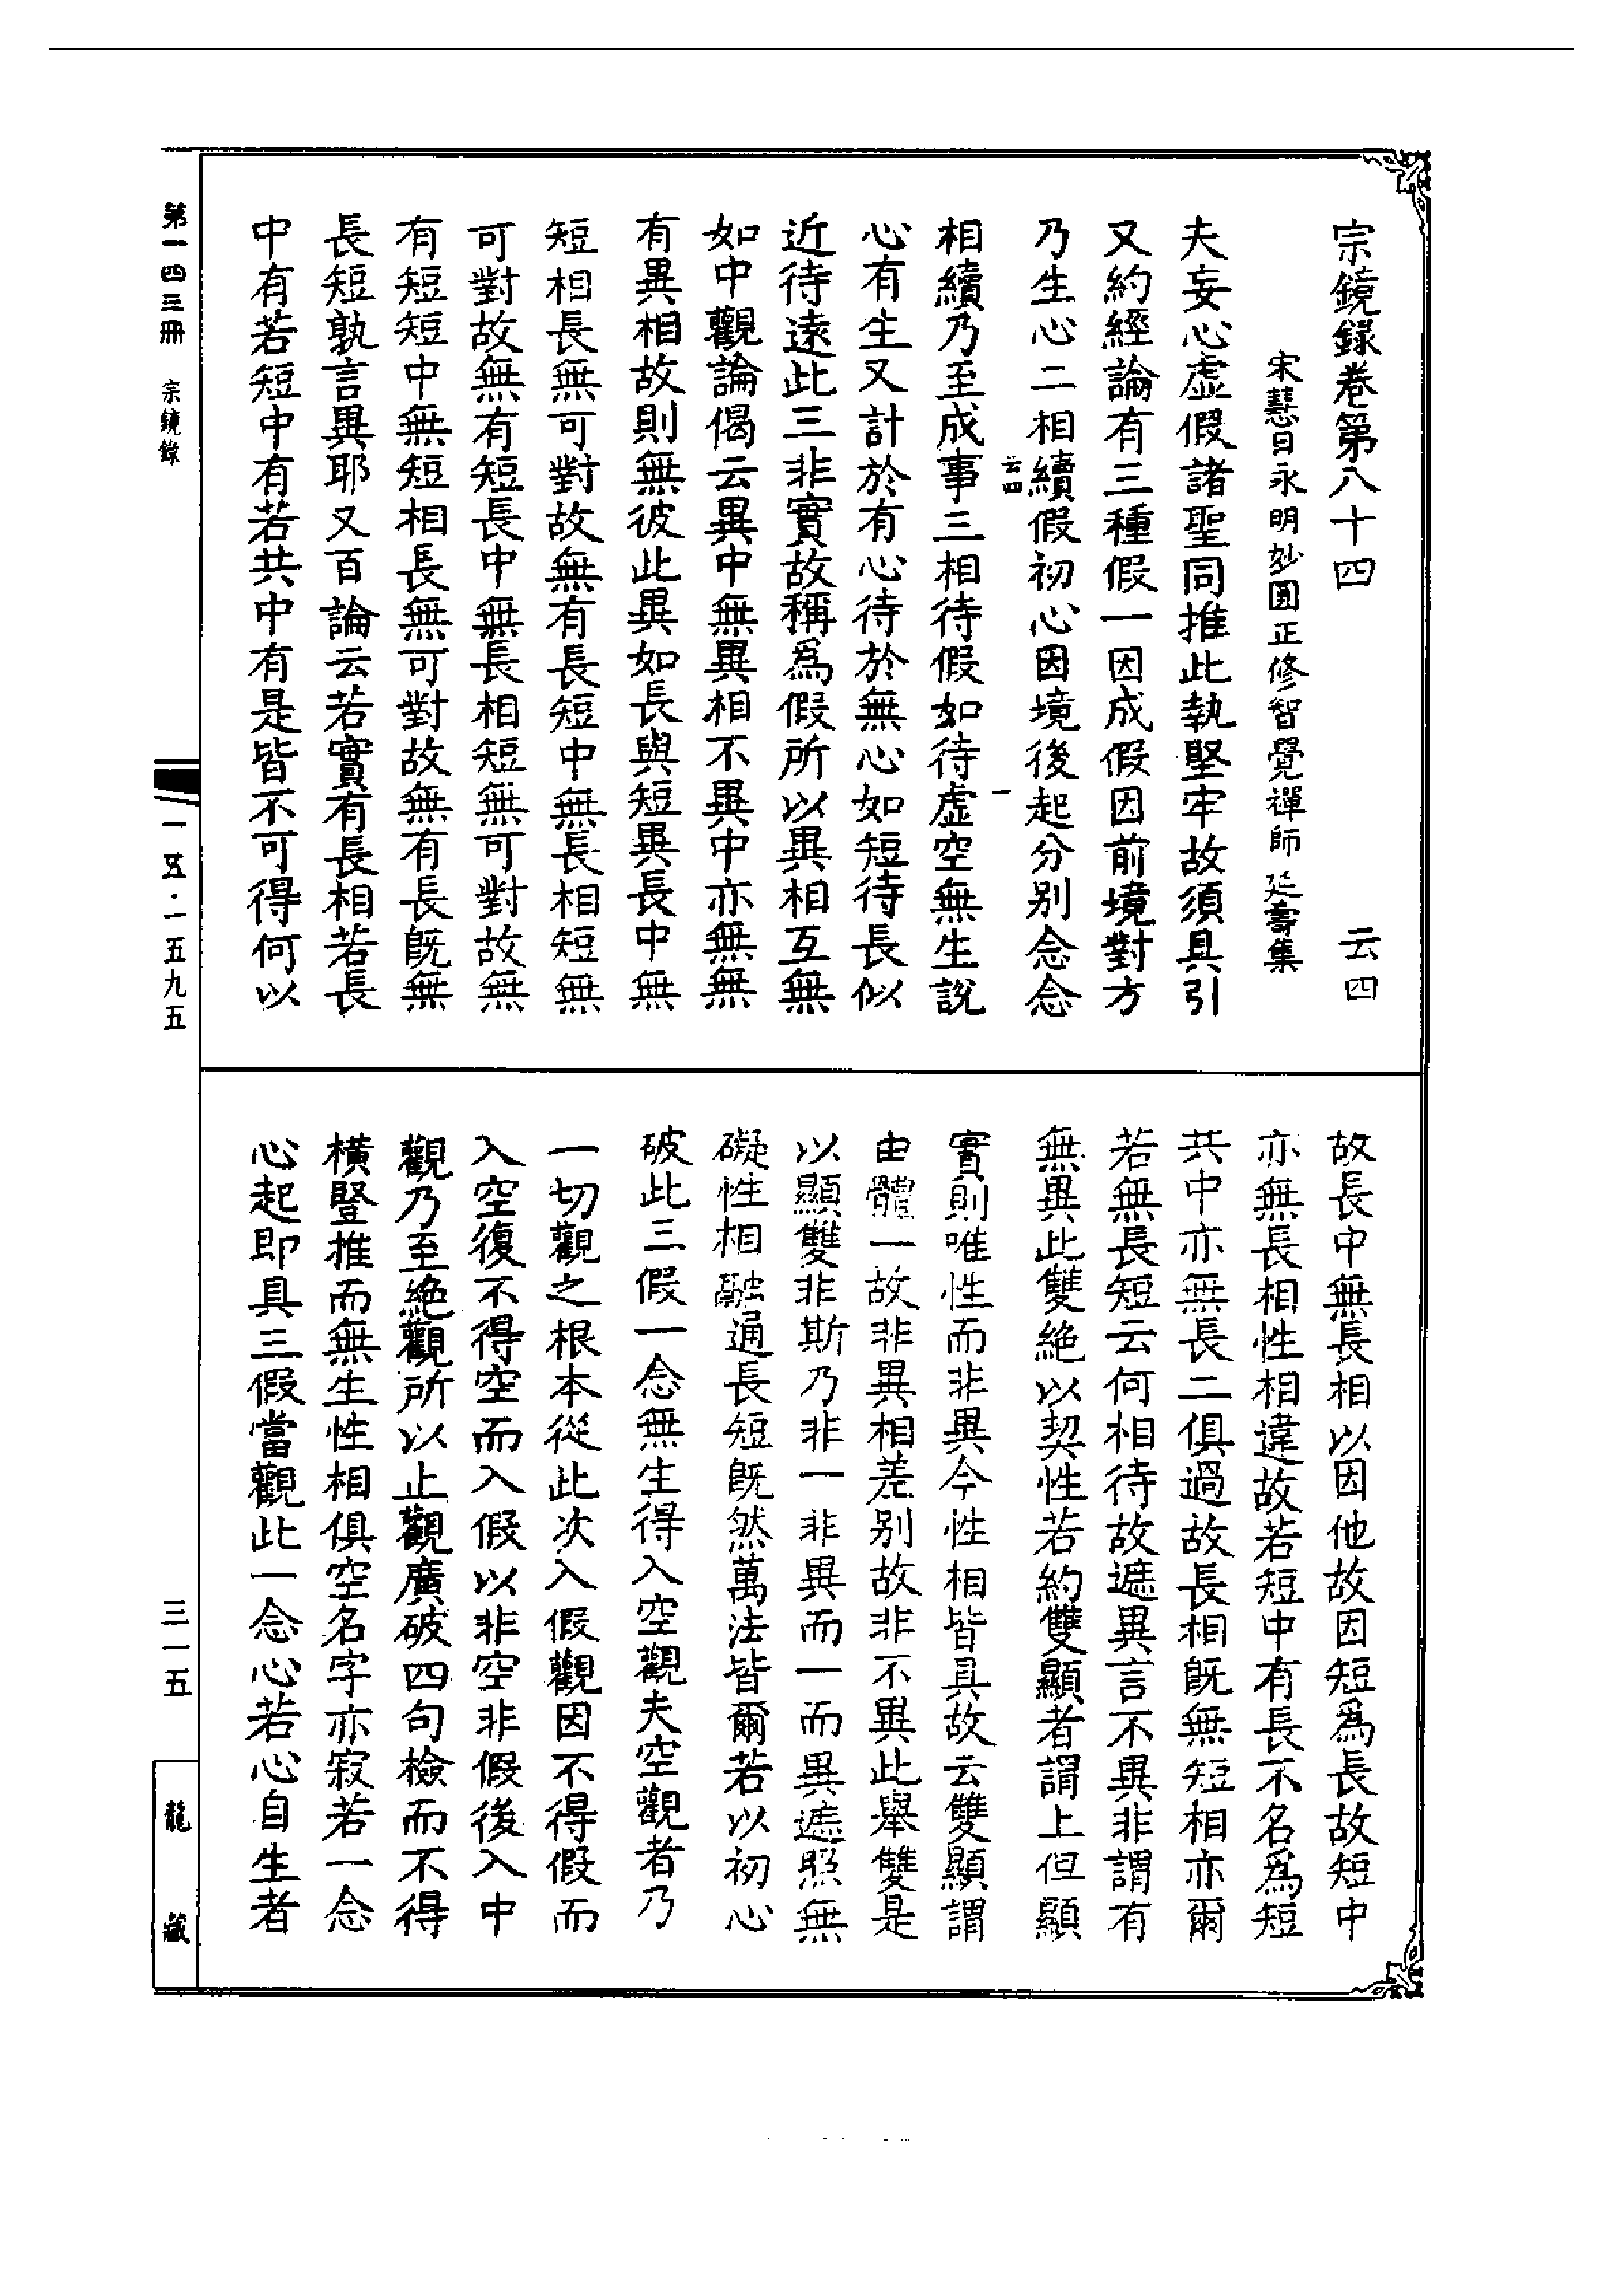 宗鏡錄卷第八十四　云四
宋慧日永明妙圓正修智覺禪師延壽集
夫妄心虛假諸聖同推此執堅牢故須具引
又約經論有三種假一因成假因前境對方
乃生心二相續假初心因境後起分別念念
云四　一
相續乃至成事三相待假如待虛空無生說
心有生又計於有心待於無心如短待長似
近待遠此三非實故稱爲假所以異相互無
如中觀論偈云異中無異相不異中亦無無
有異相故則無彼此異如長與短異長中無
短相長無可對故無有長短中無長相短無
可對故無有短長中無長相短無可對故無
有短短中無短相長無可對故無有長既無
長短孰言異耶又百論云若實有長相若長
中有若短中有若共中有是皆不可得何以
故長中無長相以因他故因短爲長故短中
亦無長相性相違故若短中有長不名爲短
共中亦無長二俱過故長相既無短相亦爾
若無長短云何相待故遮異言不異非謂有
無異此雙絕以契性若約雙顯者謂上但顯
實則唯性而非異今性相皆具故云雙顯謂
由體一故非異相差別故非不異此舉雙是
以顯雙非斯乃非一非異而一而異遮照無
礙性相融通長短既然萬法皆爾若以初心
破此三假一念無生得入空觀夫空觀者乃
一切觀之根本從此次入假觀因不得假而
入空復不得空而入假以非空非假後入中
觀乃至絕觀所以止觀廣破四句檢而不得
橫豎推而無生性相俱空名字亦寂若一念
心起即具三假當觀此一念心若心自生者
第一四三冊　宗鏡錄
一五·一五九五
三一五
龍藏